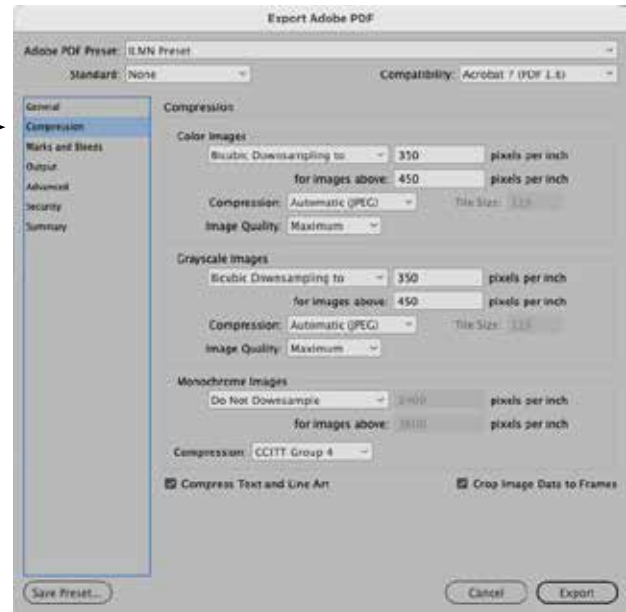 Export Adobe PDF
Adobe PDF Preset: ILMN Preset
Standard: None Compatibility: Acrobat 7 (PDF 1.6)
General
Compression
Marks and Bleeds
Output
Advanced
Security
Summary
Compression
Color Images
Bicubic Downsampling to 350 pixels per inch
for images above: 450 pixels per inch
Compression: Automatic (JPEG) Tile Size:
Image Quality: Maximum
Grayscale Images
Bicubic Downsampling to 350 pixels per inch
for images above: 450 pixels per inch
Compression: Automatic (JPEG) Tile Size:
Image Quality: Maximum
Monochrome Images
Do Not Downsample pixels per inch
for images above: pixels per inch
Compression: CCITT Group 4
Compress Text and Line Art Crop Image Data to Frames
Save Preset... Cancel Export